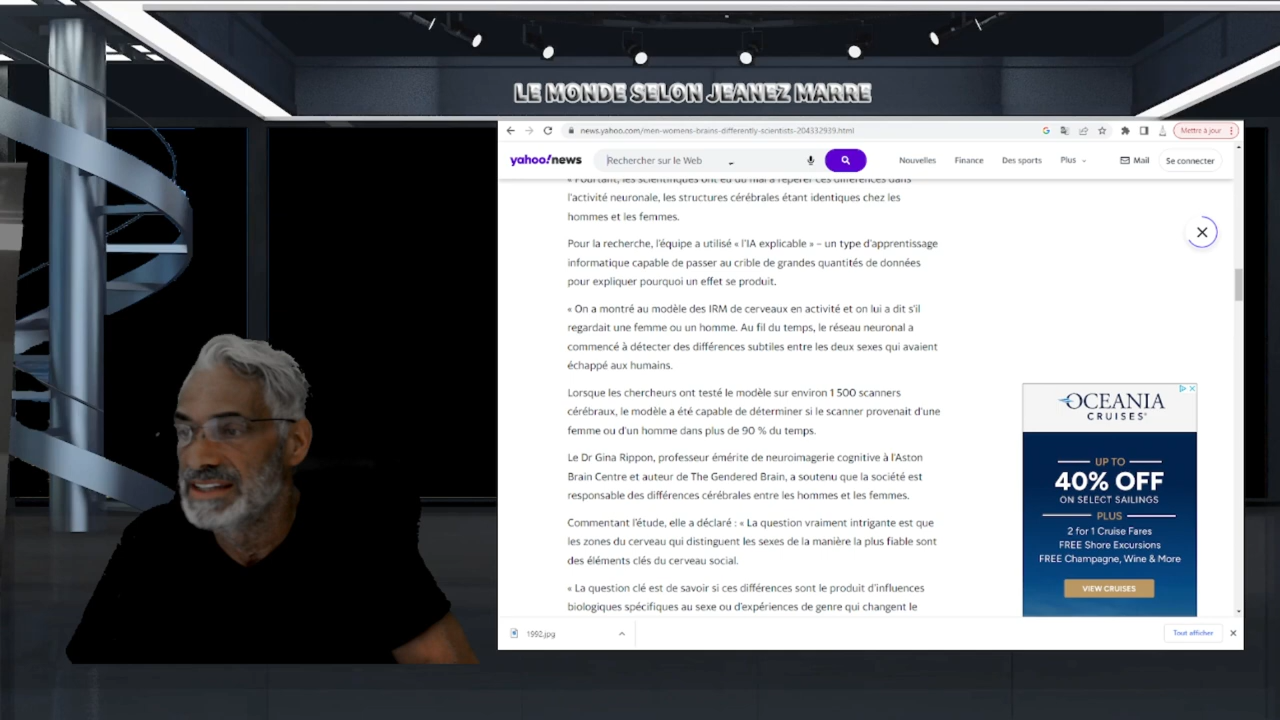 LE MONDE SELON JEANEZ MARRE
news.yahoo.com/men-womens-brains-differently-scientists-204332939.html
Mettre à jour
yahoo!news
Rechercher sur le Web
Nouvelles
Finance
Des sports
Plus
Mail
Se connecter
« Pourtant, les scientifiques ont eu du mal à repérer ces différences dans
l'activité neuronale, les structures cérébrales étant identiques chez les
hommes et les femmes.
Pour la recherche, l'équipe a utilisé « l'IA explicable » – un type d'apprentissage
informatique capable de passer au crible de grandes quantités de données
pour expliquer pourquoi un effet se produit.
« On a montré au modèle des IRM de cerveaux en activité et on lui a dit s'il
regardait une femme ou un homme. Au fil du temps, le réseau neuronal a
commencé à détecter des différences subtiles entre les deux sexes qui avaient
échappé aux humains.
Lorsque les chercheurs ont testé le modèle sur environ 1 500 scanners
cérébraux, le modèle a été capable de déterminer si le scanner provenait d'une
femme ou d'un homme dans plus de 90 % du temps.
Le Dr Gina Rippon, professeur émérite de neuroimagerie cognitive à l'Aston
Brain Centre et auteur de The Gendered Brain, a soutenu que la société est
responsable des différences cérébrales entre les hommes et les femmes.
Commentant l'étude, elle a déclaré : « La question vraiment intrigante est que
les zones du cerveau qui distinguent les sexes de la manière la plus fiable sont
des éléments clés du cerveau social.
« La question clé est de savoir si ces différences sont le produit d'influences
biologiques spécifiques au sexe ou d'expériences de genre qui changent le
OCEANIA
CRUISES
UP TO
40% OFF
ON SELECT SAILINGS
PLUS
2 for 1 Cruise Fares
FREE Shore Excursions
FREE Champagne, Wine & More
VIEW CRUISES
1992.jpg
Tout afficher